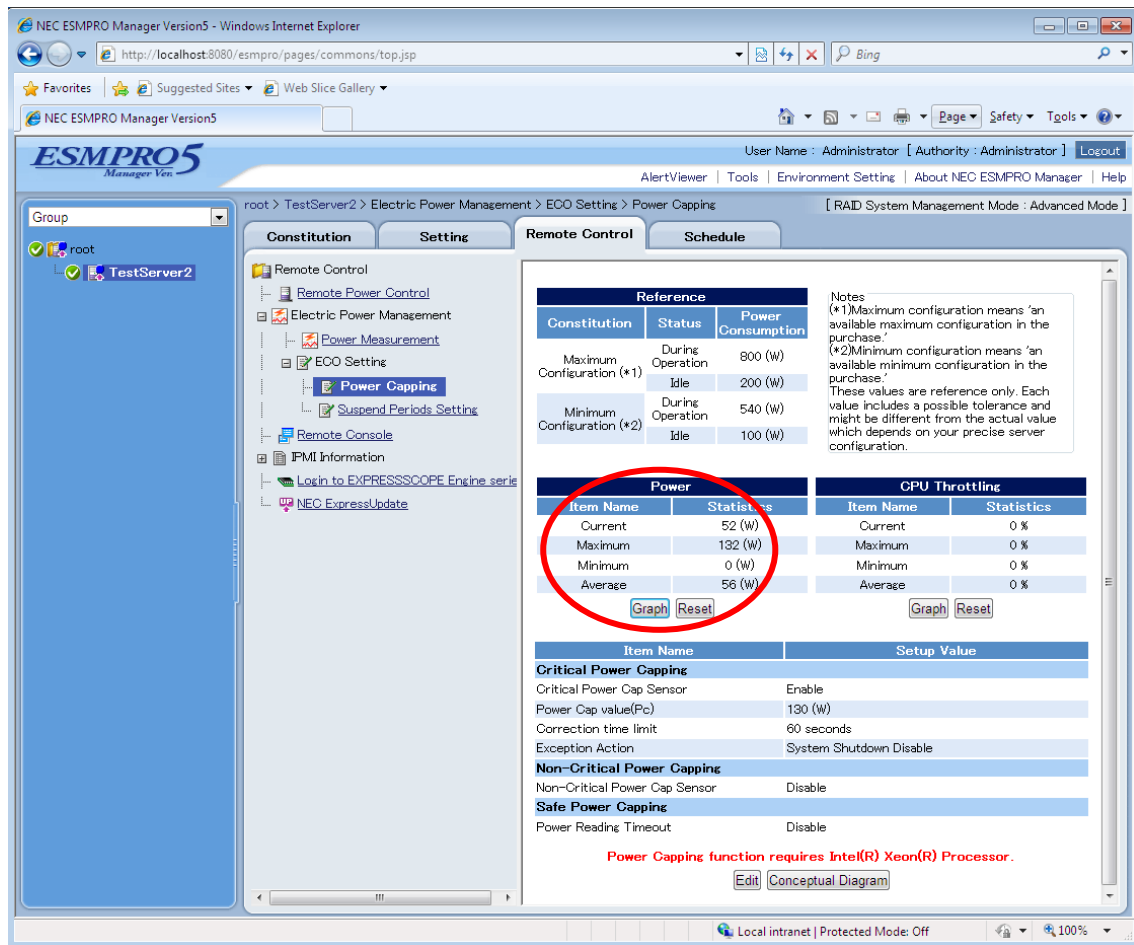 NEC ESMPRO Manager Version5 - Windows Internet Explorer
http://localhost:8080/esmpro/pages/commons/top.jsp
Bing
Favorites Suggested Sites Web Slice Gallery
NEC ESMPRO Manager Version5
Page Safety Tools
ESMPRO5
Manager Ver.
User Name : Administrator [ Authority : Administrator ] Logout
AlertViewer | Tools | Environment Setting | About NEC ESMPRO Manager | Help
root > TestServer2 > Electric Power Management > ECO Setting > Power Capping [ RAID System Management Mode : Advanced Mode ]
Group
root
TestServer2
Constitution Setting Remote Control Schedule
Remote Control
Remote Power Control
Electric Power Management
Power Measurement
ECO Setting
Power Capping
Suspend Periods Setting
Remote Console
IPMI Information
Login to EXPRESSSCOPE Engine serie
NEC ExpressUpdate
Reference
Constitution Status Power Consumption
Maximum Configuration (*1) During Operation 800 (W)
Idle 200 (W)
Minimum Configuration (*2) During Operation 540 (W)
Idle 100 (W)
Notes
(*1)Maximum configuration means 'an
available maximum configuration in the
purchase.'
(*2)Minimum configuration means 'an
available minimum configuration in the
purchase.'
These values are reference only. Each
value includes a possible tolerance and
might be different from the actual value
which depends on your precise server
configuration.
Power
Item Name Statistics
Current 52 (W)
Maximum 132 (W)
Minimum 0 (W)
Average 56 (W)
Graph Reset
CPU Throttling
Item Name Statistics
Current 0 %
Maximum 0 %
Minimum 0 %
Average 0 %
Graph Reset
Item Name Setup Value
Critical Power Capping
Critical Power Cap Sensor Enable
Power Cap value(Pc) 130 (W)
Correction time limit 60 seconds
Exception Action System Shutdown Disable
Non-Critical Power Capping
Non-Critical Power Cap Sensor Disable
Safe Power Capping
Power Reading Timeout Disable
Power Capping function requires Intel(R) Xeon(R) Processor.
Edit Conceptual Diagram
Local intranet | Protected Mode: Off 100%